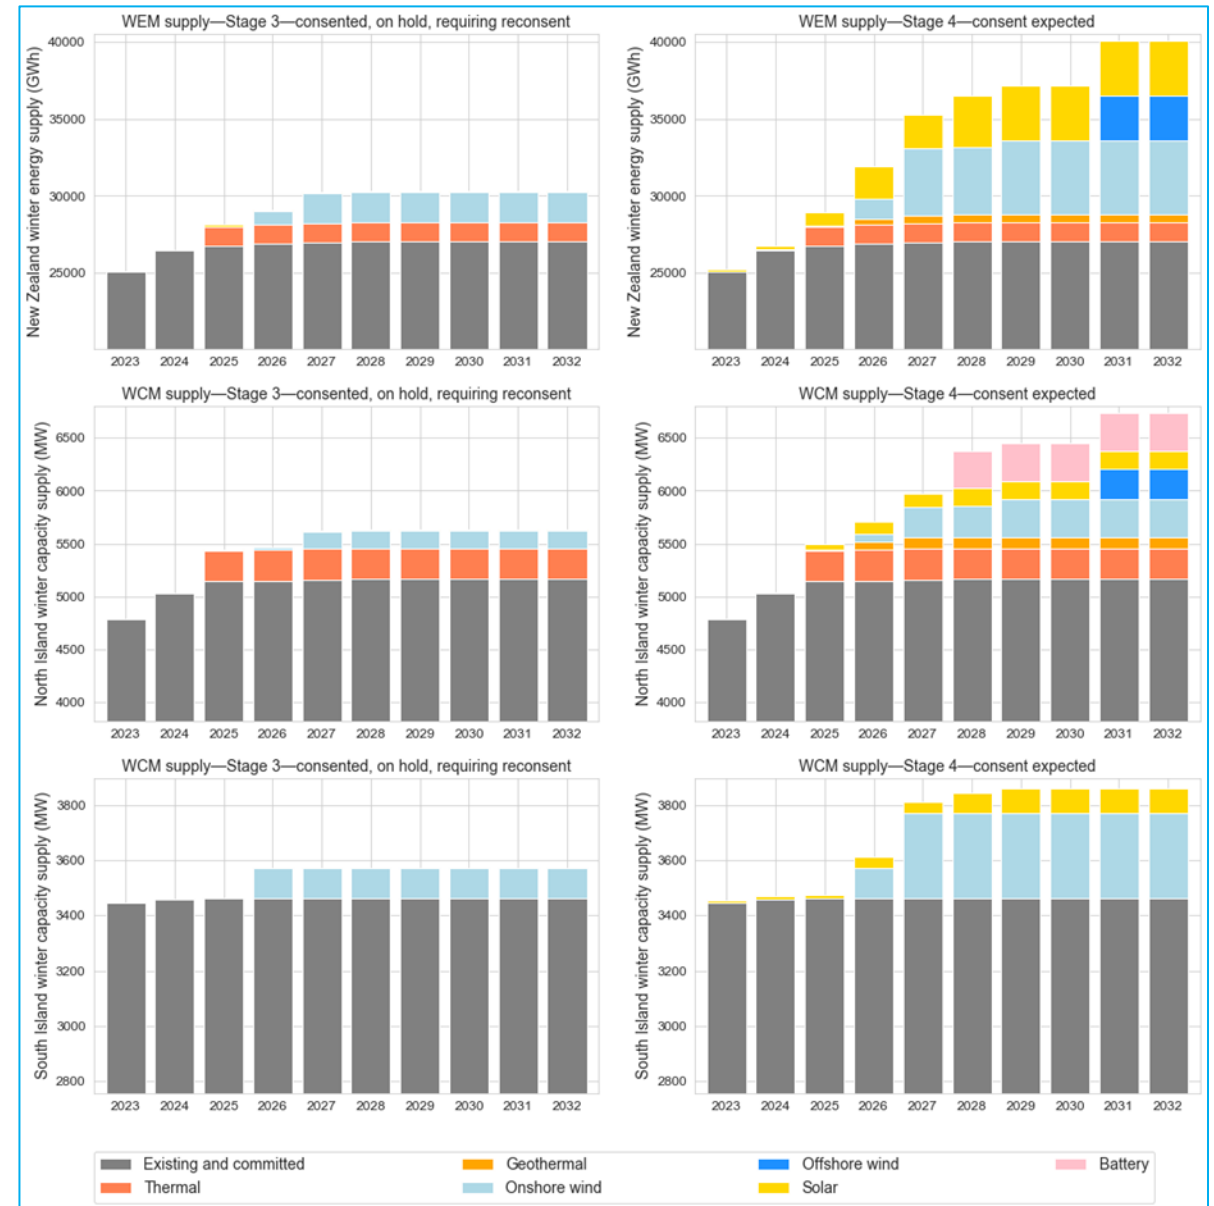 WEM supply—Stage 3—consented, on hold, requiring reconsent
New Zealand winter energy supply (GWh)
40000
35000
30000
25000
2023 2024 2025 2026 2027 2028 2029 2030 2031 2032
WEM supply—Stage 4—consent expected
New Zealand winter energy supply (GWh)
40000
35000
30000
25000
2023 2024 2025 2026 2027 2028 2029 2030 2031 2032
WCM supply—Stage 3—consented, on hold, requiring reconsent
North Island winter capacity supply (MW)
6500
6000
5500
5000
4500
4000
2023 2024 2025 2026 2027 2028 2029 2030 2031 2032
WCM supply—Stage 4—consent expected
North Island winter capacity supply (MW)
6500
6000
5500
5000
4500
4000
2023 2024 2025 2026 2027 2028 2029 2030 2031 2032
WCM supply—Stage 3—consented, on hold, requiring reconsent
South Island winter capacity supply (MW)
3800
3600
3400
3200
3000
2800
2023 2024 2025 2026 2027 2028 2029 2030 2031 2032
WCM supply—Stage 4—consent expected
South Island winter capacity supply (MW)
3800
3600
3400
3200
3000
2800
2023 2024 2025 2026 2027 2028 2029 2030 2031 2032
Existing and committed Geothermal Offshore wind Battery
Thermal Onshore wind Solar